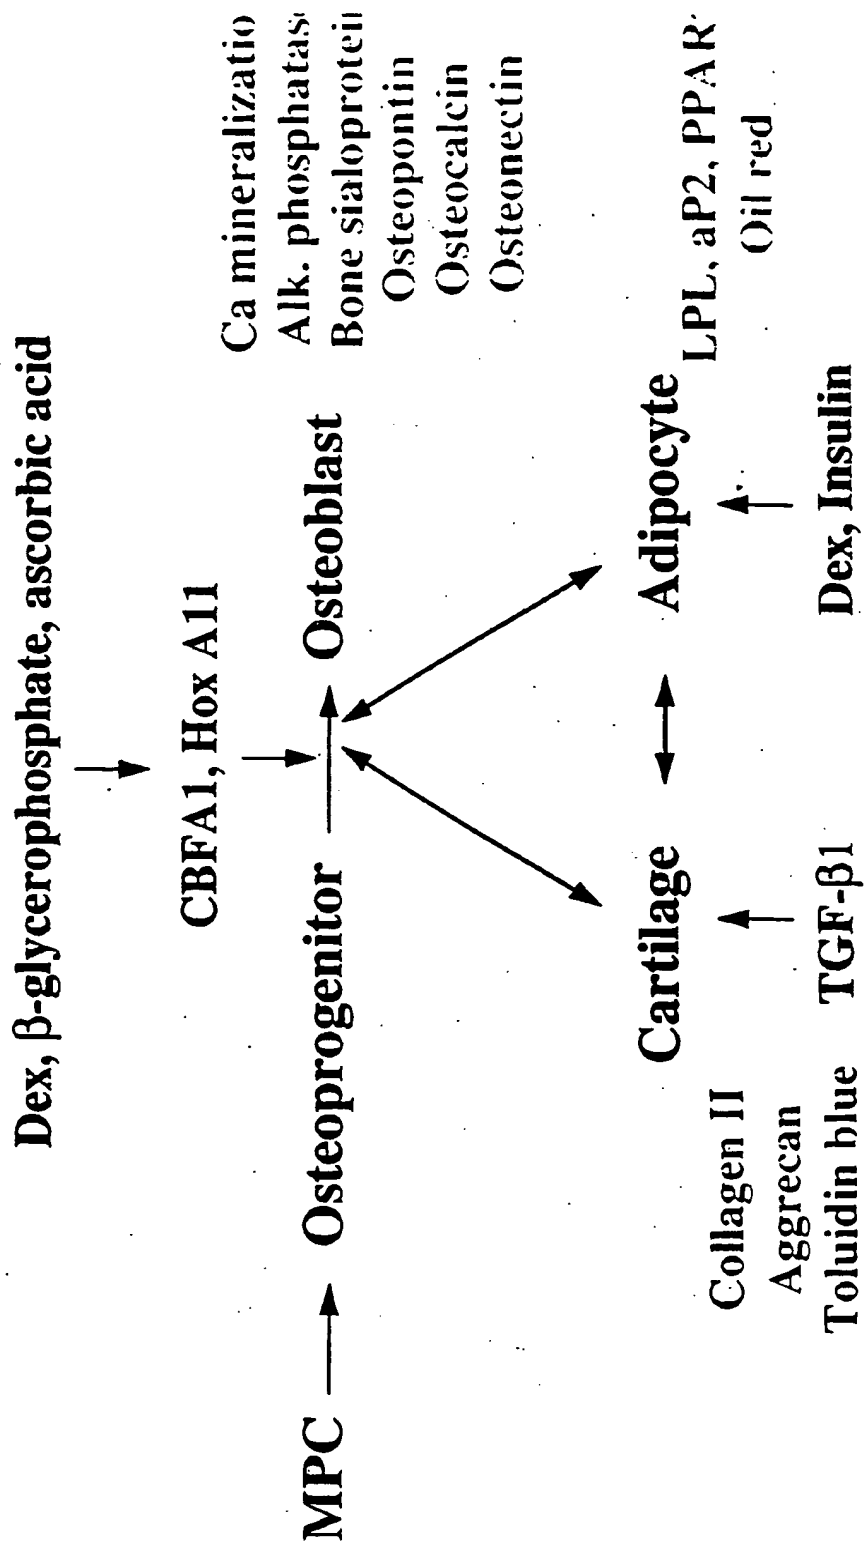 Dex, β-glycerophosphate, ascorbic acid
CBFA1, Hox A11
MPC
Osteoprogenitor
Osteoblast
Ca mineralizatio
Alk. phosphatas
Bone sialoprotei
Osteopontin
Osteocalcin
Osteonectin
Cartilage
Adipocyte
LPL, aP2, PPAR
Oil red
Collagen II
Aggrecan
Toluidin blue
TGF-β1
Dex, Insulin